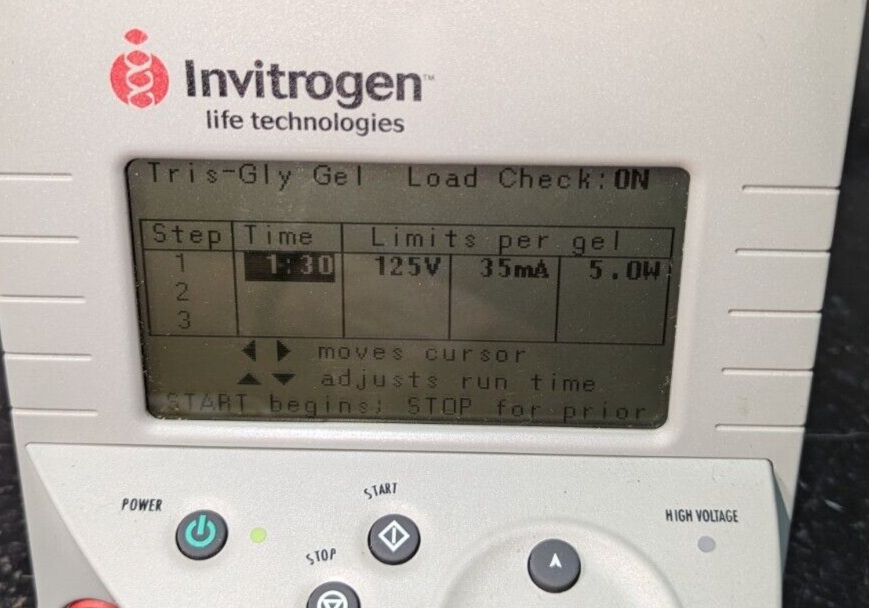 Invitrogen™
life technologies
Tris-Gly Gel Load Check:ON
Step Time Limits per gel
1 1:30 125V 35mA 5.0W
2
3
◀ ▶ moves cursor
▲ ▼ adjusts run time
START begins; STOP for prior
POWER
START
STOP
HIGH VOLTAGE